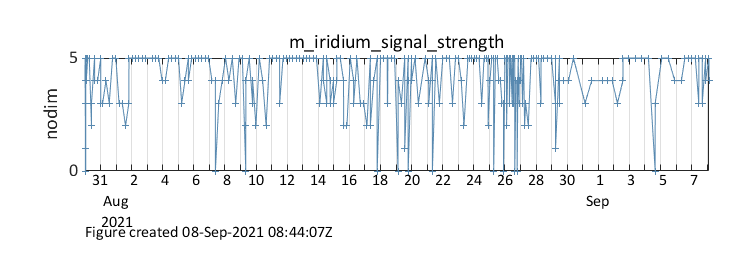 m_iridium_signal_strength
5
nodim
0
31 2 4 6 8 10 12 14 16 18 20 22 24 26 28 30 1 3 5 7
Aug Sep
2021
Figure created 08-Sep-2021 08:44:07Z